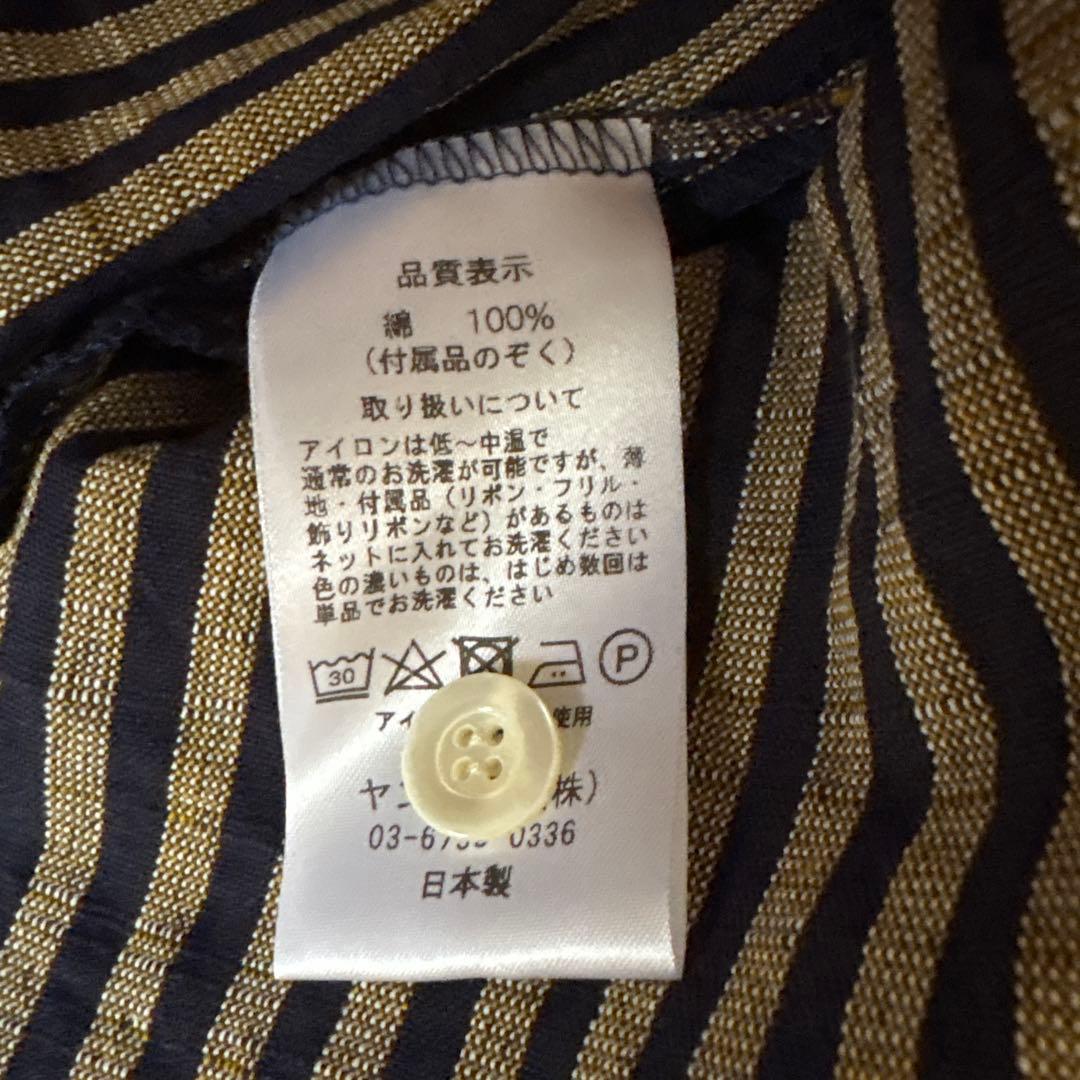 品質表示
綿 100%
（付属品のぞく）
取り扱いについて
アイロンは低～中温で
通常のお洗濯が可能ですが、薄
地・付属品（リボン・フリル・
飾りリボンなど）があるものは
ネットに入れてお洗濯ください
色の濃いものは、はじめ数回は
単品でお洗濯ください
30
P
使用
株）
0336
日本製